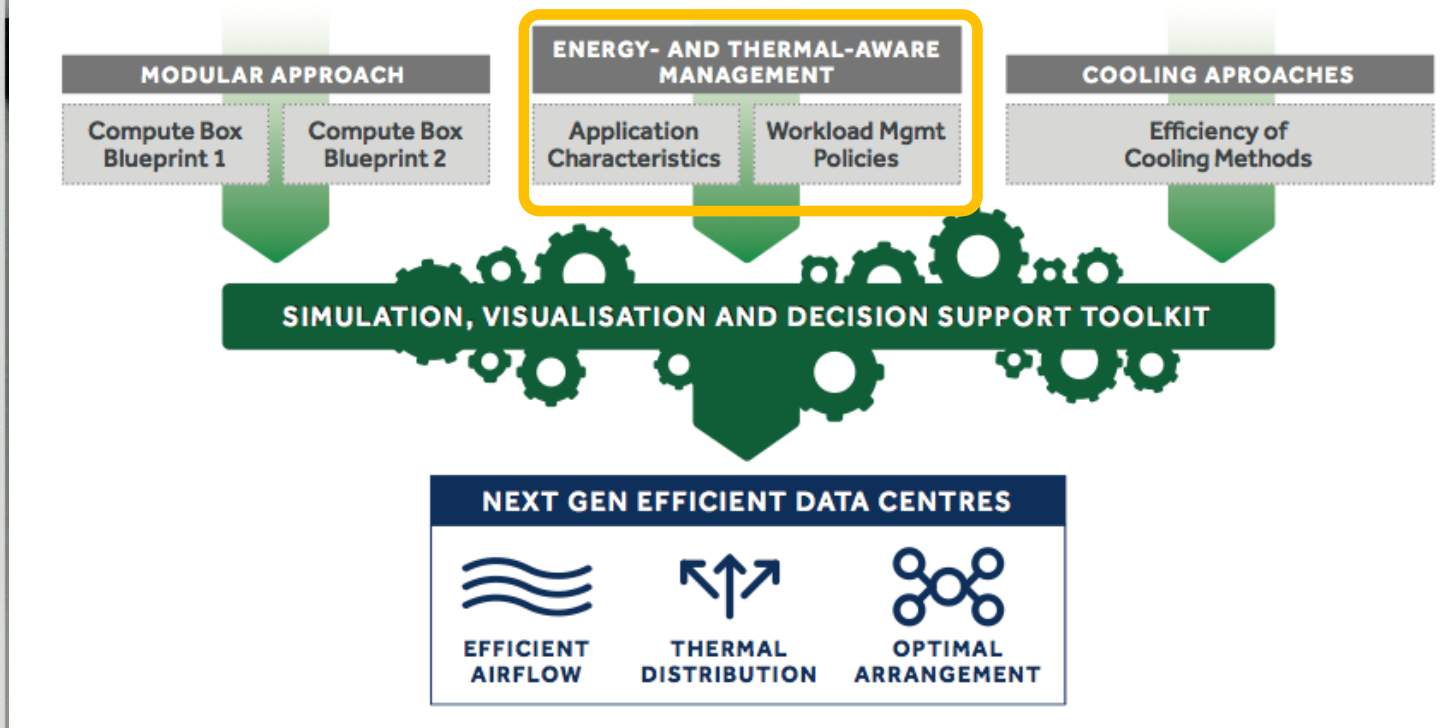 MODULAR APPROACH
Compute Box
Blueprint 1
Compute Box
Blueprint 2
ENERGY- AND THERMAL-AWARE
MANAGEMENT
Application
Characteristics
Workload Mgmt
Policies
COOLING APROACHES
Efficiency of
Cooling Methods
SIMULATION, VISUALISATION AND DECISION SUPPORT TOOLKIT
NEXT GEN EFFICIENT DATA CENTRES
EFFICIENT
AIRFLOW
THERMAL
DISTRIBUTION
OPTIMAL
ARRANGEMENT